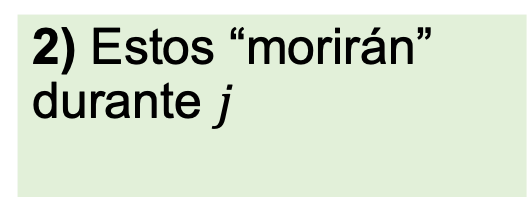 2) Estos “morirán”
durante j